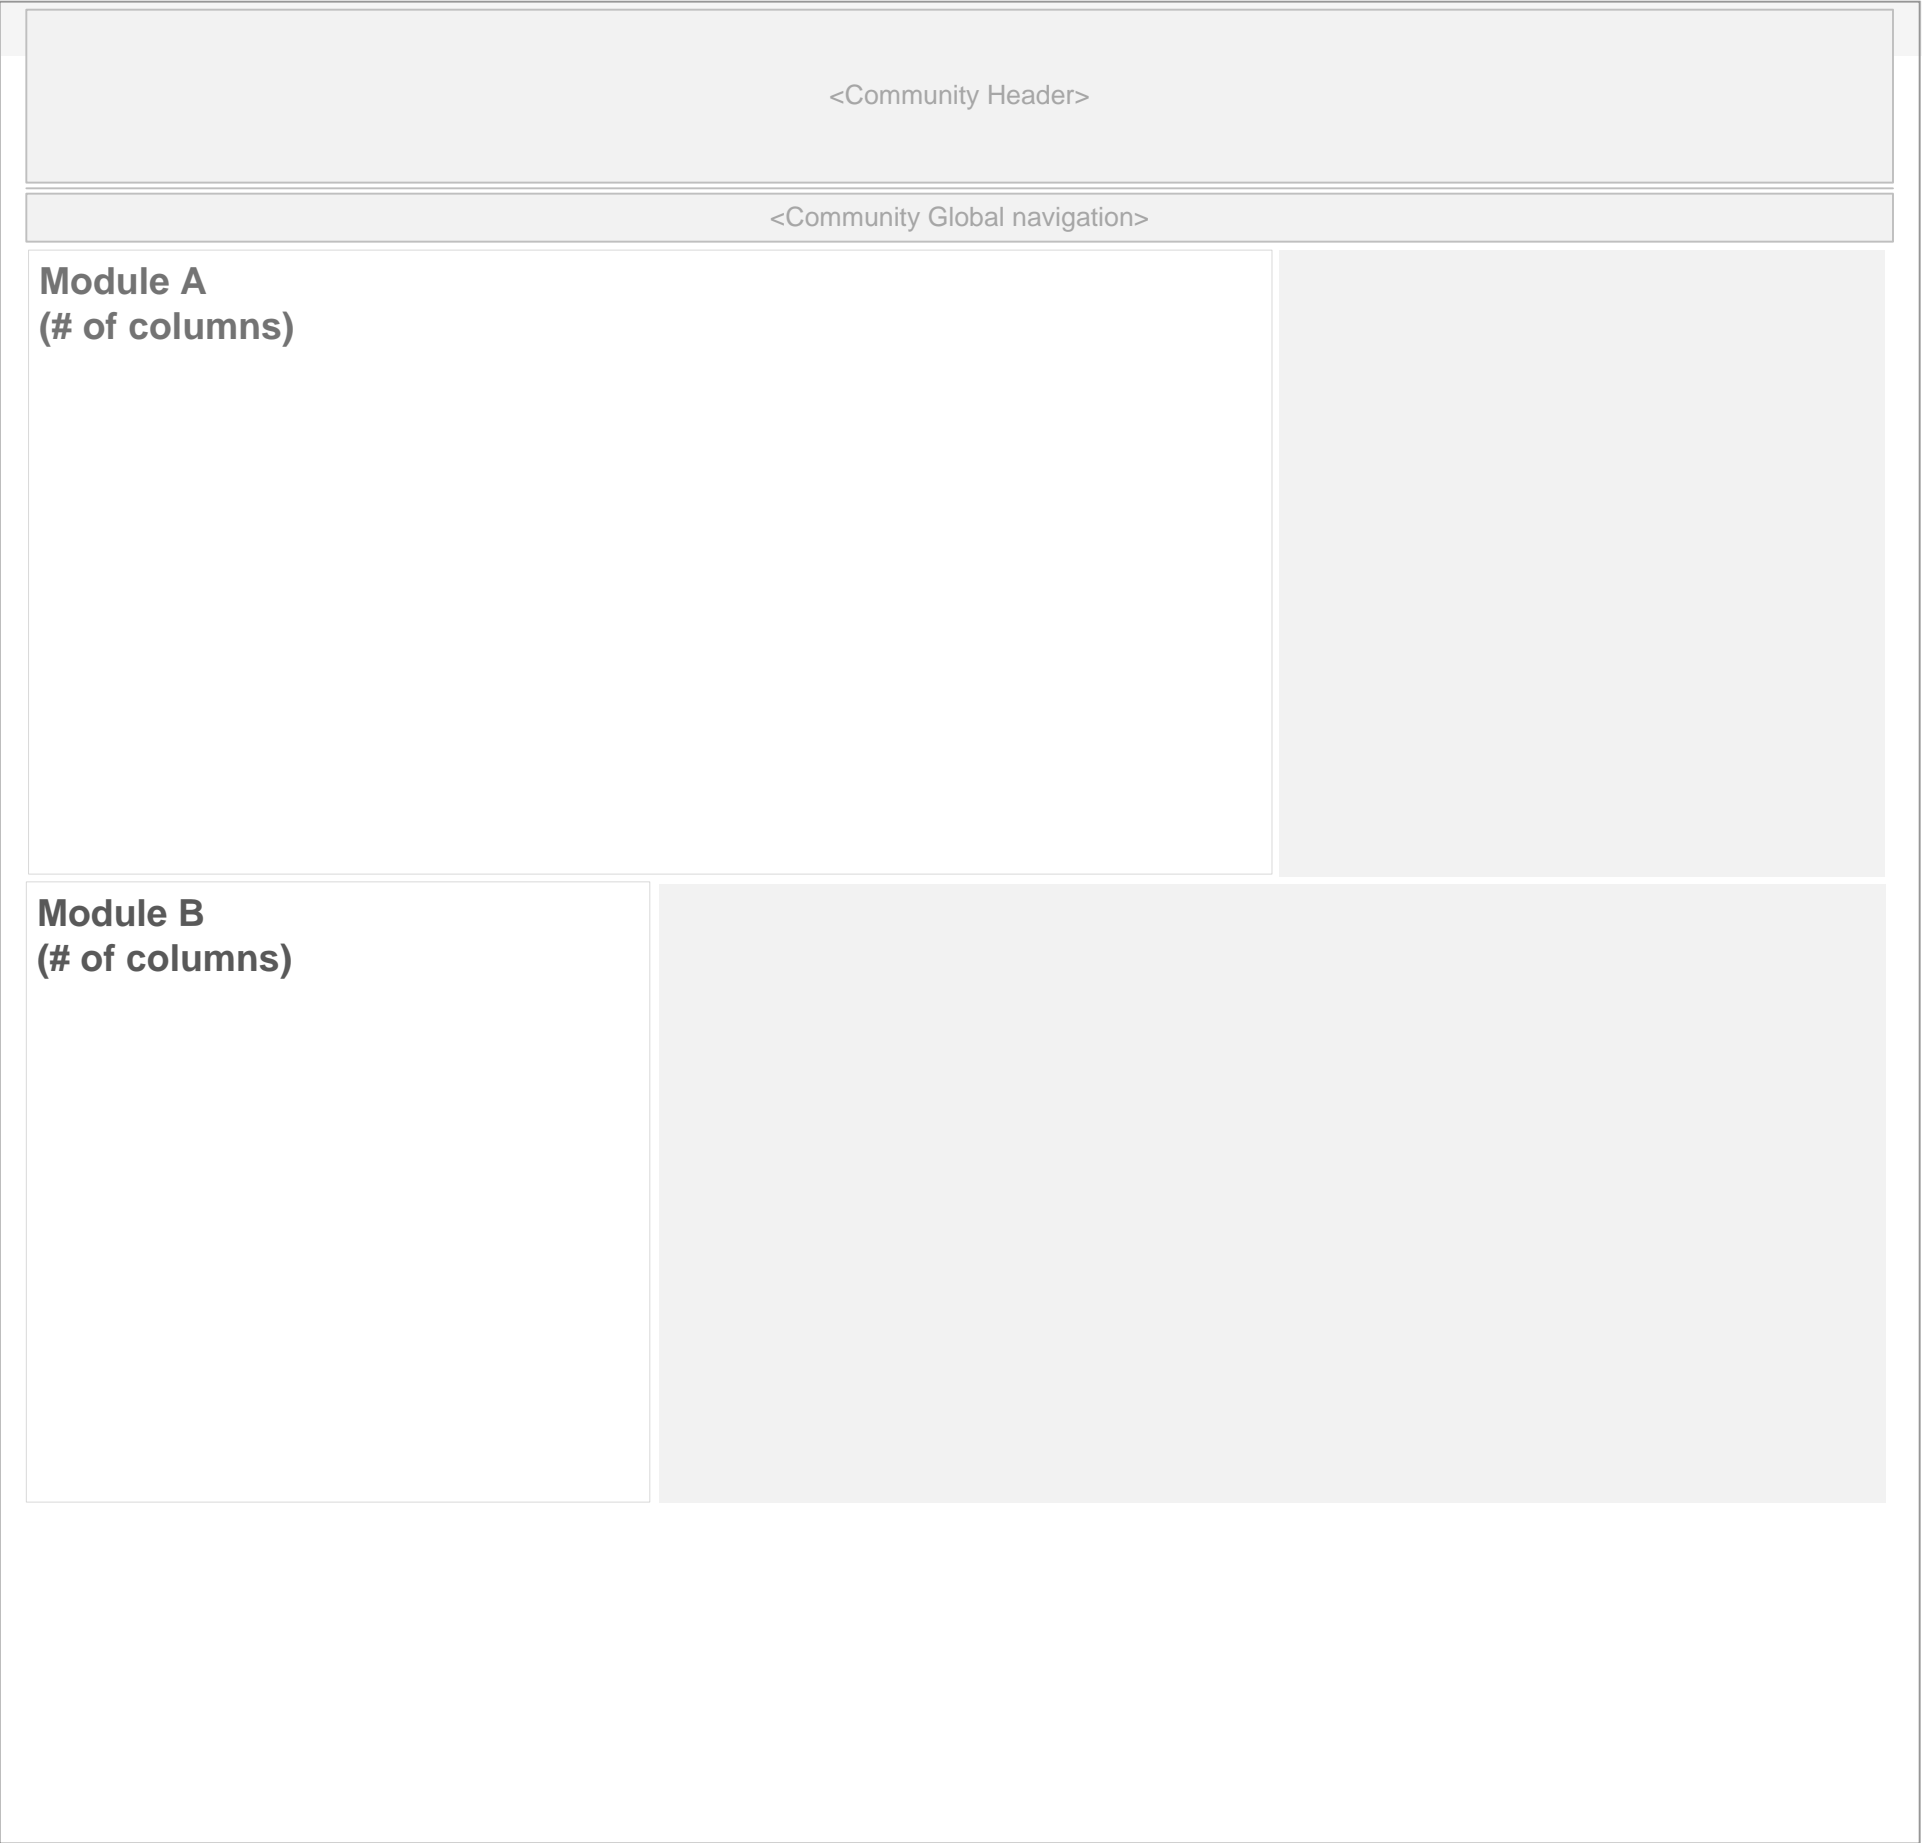 <Community Header>
<Community Global navigation>
Module A
(# of columns)
Module B
(# of columns)